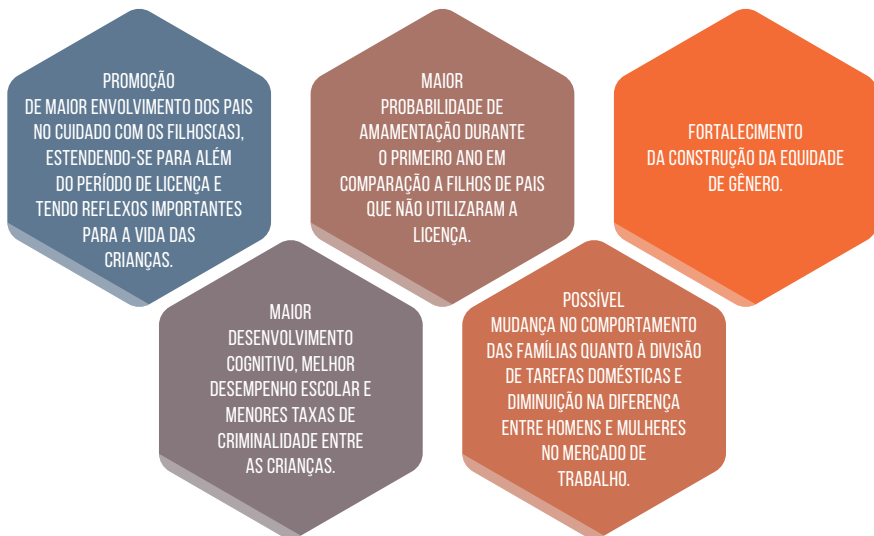 PROMOÇÃO
DE MAIOR ENVOLVIMENTO DOS PAIS
NO CUIDADO COM OS FILHOS(AS),
ESTENDENDO-SE PARA ALÉM
DO PERÍODO DE LICENÇA E
TENDO REFLEXOS IMPORTANTES
PARA A VIDA DAS
CRIANÇAS.
MAIOR
PROBABILIDADE DE
AMAMENTAÇÃO DURANTE
O PRIMEIRO ANO EM
COMPARAÇÃO A FILHOS DE PAIS
QUE NÃO UTILIZARAM A
LICENÇA.
FORTALECIMENTO
DA CONSTRUÇÃO DA EQUIDADE
DE GÊNERO.
MAIOR
DESENVOLVIMENTO
COGNITIVO, MELHOR
DESEMPENHO ESCOLAR E
MENORES TAXAS DE
CRIMINALIDADE ENTRE
AS CRIANÇAS.
POSSÍVEL
MUDANÇA NO COMPORTAMENTO
DAS FAMÍLIAS QUANTO À DIVISÃO
DE TAREFAS DOMÉSTICAS E
DIMINUIÇÃO NA DIFERENÇA
ENTRE HOMENS E MULHERES
NO MERCADO DE
TRABALHO.